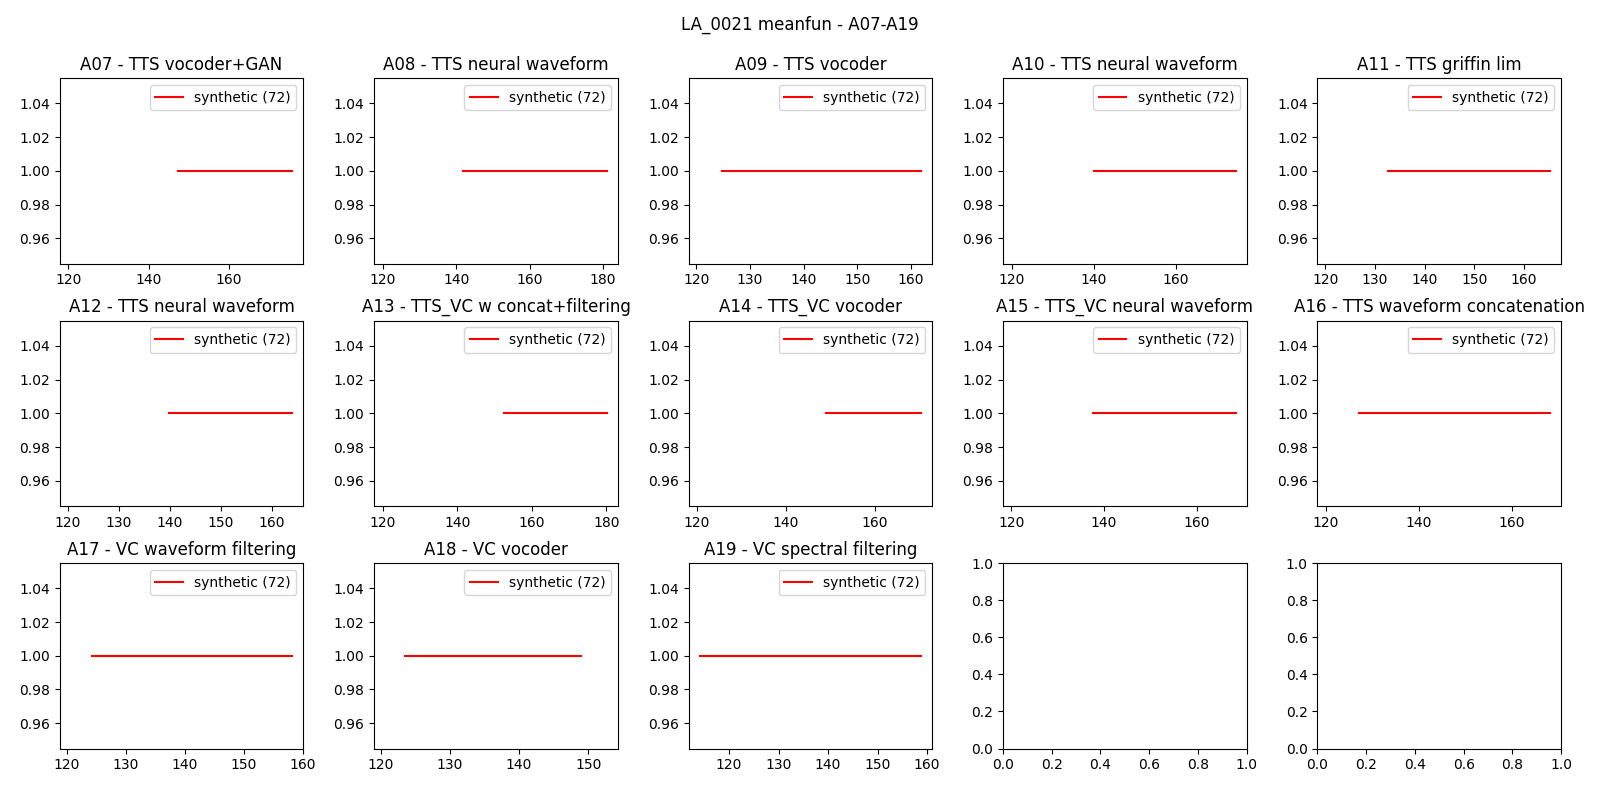 LA_0021 meanfun - A07-A19
A07 - TTS vocoder+GAN
synthetic (72)
1.04
1.02
1.00
0.98
0.96
120 140 160
A08 - TTS neural waveform
synthetic (72)
1.04
1.02
1.00
0.98
0.96
120 130 140 150 160 170 180
A09 - TTS vocoder
synthetic (72)
1.04
1.02
1.00
0.98
0.96
120 130 140 150 160
A10 - TTS neural waveform
synthetic (72)
1.04
1.02
1.00
0.98
0.96
120 140 160
A11 - TTS griffin lim
synthetic (72)
1.04
1.02
1.00
0.98
0.96
120 130 140 150 160
A12 - TTS neural waveform
synthetic (72)
1.04
1.02
1.00
0.98
0.96
120 130 140 150 160
A13 - TTS_VC w concat+filtering
synthetic (72)
1.04
1.02
1.00
0.98
0.96
120 140 160 180
A14 - TTS_VC vocoder
synthetic (72)
1.04
1.02
1.00
0.98
0.96
120 140 160
A15 - TTS_VC neural waveform
synthetic (72)
1.04
1.02
1.00
0.98
0.96
120 140 160
A16 - TTS waveform concatenation
synthetic (72)
1.04
1.02
1.00
0.98
0.96
120 140 160
A17 - VC waveform filtering
synthetic (72)
1.04
1.02
1.00
0.98
0.96
120 130 140 150 160
A18 - VC vocoder
synthetic (72)
1.04
1.02
1.00
0.98
0.96
120 130 140 150
A19 - VC spectral filtering
synthetic (72)
1.04
1.02
1.00
0.98
0.96
120 130 140 150 160
1.0
0.8
0.6
0.4
0.2
0.0
0.0 0.2 0.4 0.6 0.8 1.0
1.0
0.8
0.6
0.4
0.2
0.0
0.0 0.2 0.4 0.6 0.8 1.0